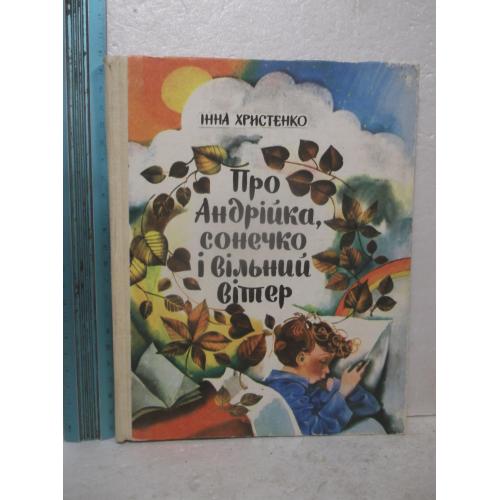 ІННА ХРИСТЕНКО
Про
Андрійка,
сонечко
і вільний
вітер